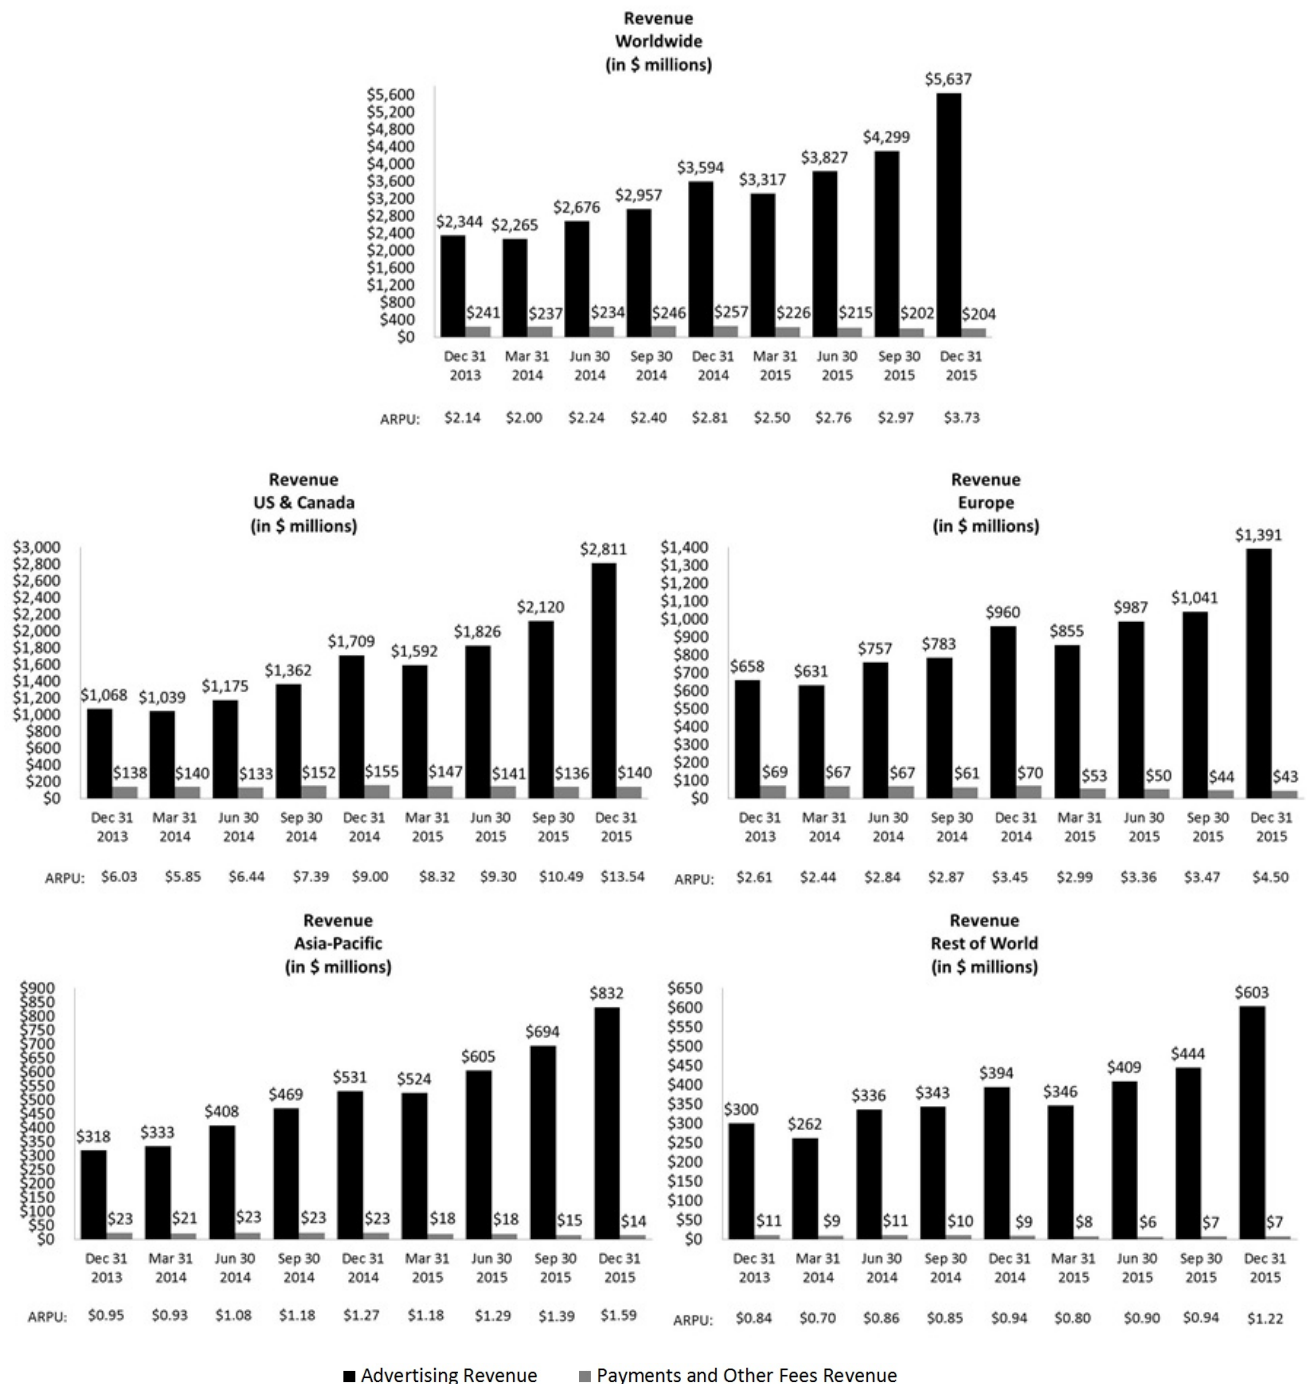 Revenue
Worldwide
(in $ millions)
$5,600
$5,200
$4,800
$4,400
$4,000
$3,600
$3,200
$2,800
$2,400
$2,000
$1,600
$1,200
$800
$400
$0
$2,344 $2,265 $2,676 $2,957 $3,594 $3,317 $3,827 $4,299 $5,637
$241 $237 $234 $246 $257 $226 $215 $202 $204
Dec 31 Mar 31 Jun 30 Sep 30 Dec 31 Mar 31 Jun 30 Sep 30 Dec 31
2013 2014 2014 2014 2014 2015 2015 2015 2015
ARPU: $2.14 $2.00 $2.24 $2.40 $2.81 $2.50 $2.76 $2.97 $3.73
Revenue
US & Canada
(in $ millions)
$3,000
$2,800
$2,600
$2,400
$2,200
$2,000
$1,800
$1,600
$1,400
$1,200
$1,000
$800
$600
$400
$200
$0
$1,068 $1,039 $1,175 $1,362 $1,709 $1,592 $1,826 $2,120 $2,811
$138 $140 $133 $152 $155 $147 $141 $136 $140
Dec 31 Mar 31 Jun 30 Sep 30 Dec 31 Mar 31 Jun 30 Sep 30 Dec 31
2013 2014 2014 2014 2014 2015 2015 2015 2015
ARPU: $6.03 $5.85 $6.44 $7.39 $9.00 $8.32 $9.30 $10.49 $13.54
Revenue
Europe
(in $ millions)
$1,400
$1,300
$1,200
$1,100
$1,000
$900
$800
$700
$600
$500
$400
$300
$200
$100
$0
$658 $631 $757 $783 $960 $855 $987 $1,041 $1,391
$69 $67 $67 $61 $70 $53 $50 $44 $43
Dec 31 Mar 31 Jun 30 Sep 30 Dec 31 Mar 31 Jun 30 Sep 30 Dec 31
2013 2014 2014 2014 2014 2015 2015 2015 2015
ARPU: $2.61 $2.44 $2.84 $2.87 $3.45 $2.99 $3.36 $3.47 $4.50
Revenue
Asia-Pacific
(in $ millions)
$900
$850
$800
$750
$700
$650
$600
$550
$500
$450
$400
$350
$300
$250
$200
$150
$100
$50
$0
$318 $333 $408 $469 $531 $524 $605 $694 $832
$23 $21 $23 $23 $23 $18 $18 $15 $14
Dec 31 Mar 31 Jun 30 Sep 30 Dec 31 Mar 31 Jun 30 Sep 30 Dec 31
2013 2014 2014 2014 2014 2015 2015 2015 2015
ARPU: $0.95 $0.93 $1.08 $1.18 $1.27 $1.18 $1.29 $1.39 $1.59
Revenue
Rest of World
(in $ millions)
$650
$600
$550
$500
$450
$400
$350
$300
$250
$200
$150
$100
$50
$0
$300 $262 $336 $343 $394 $346 $409 $444 $603
$11 $9 $11 $10 $9 $8 $6 $7 $7
Dec 31 Mar 31 Jun 30 Sep 30 Dec 31 Mar 31 Jun 30 Sep 30 Dec 31
2013 2014 2014 2014 2014 2015 2015 2015 2015
ARPU: $0.84 $0.70 $0.86 $0.85 $0.94 $0.80 $0.90 $0.94 $1.22
Advertising Revenue Payments and Other Fees Revenue